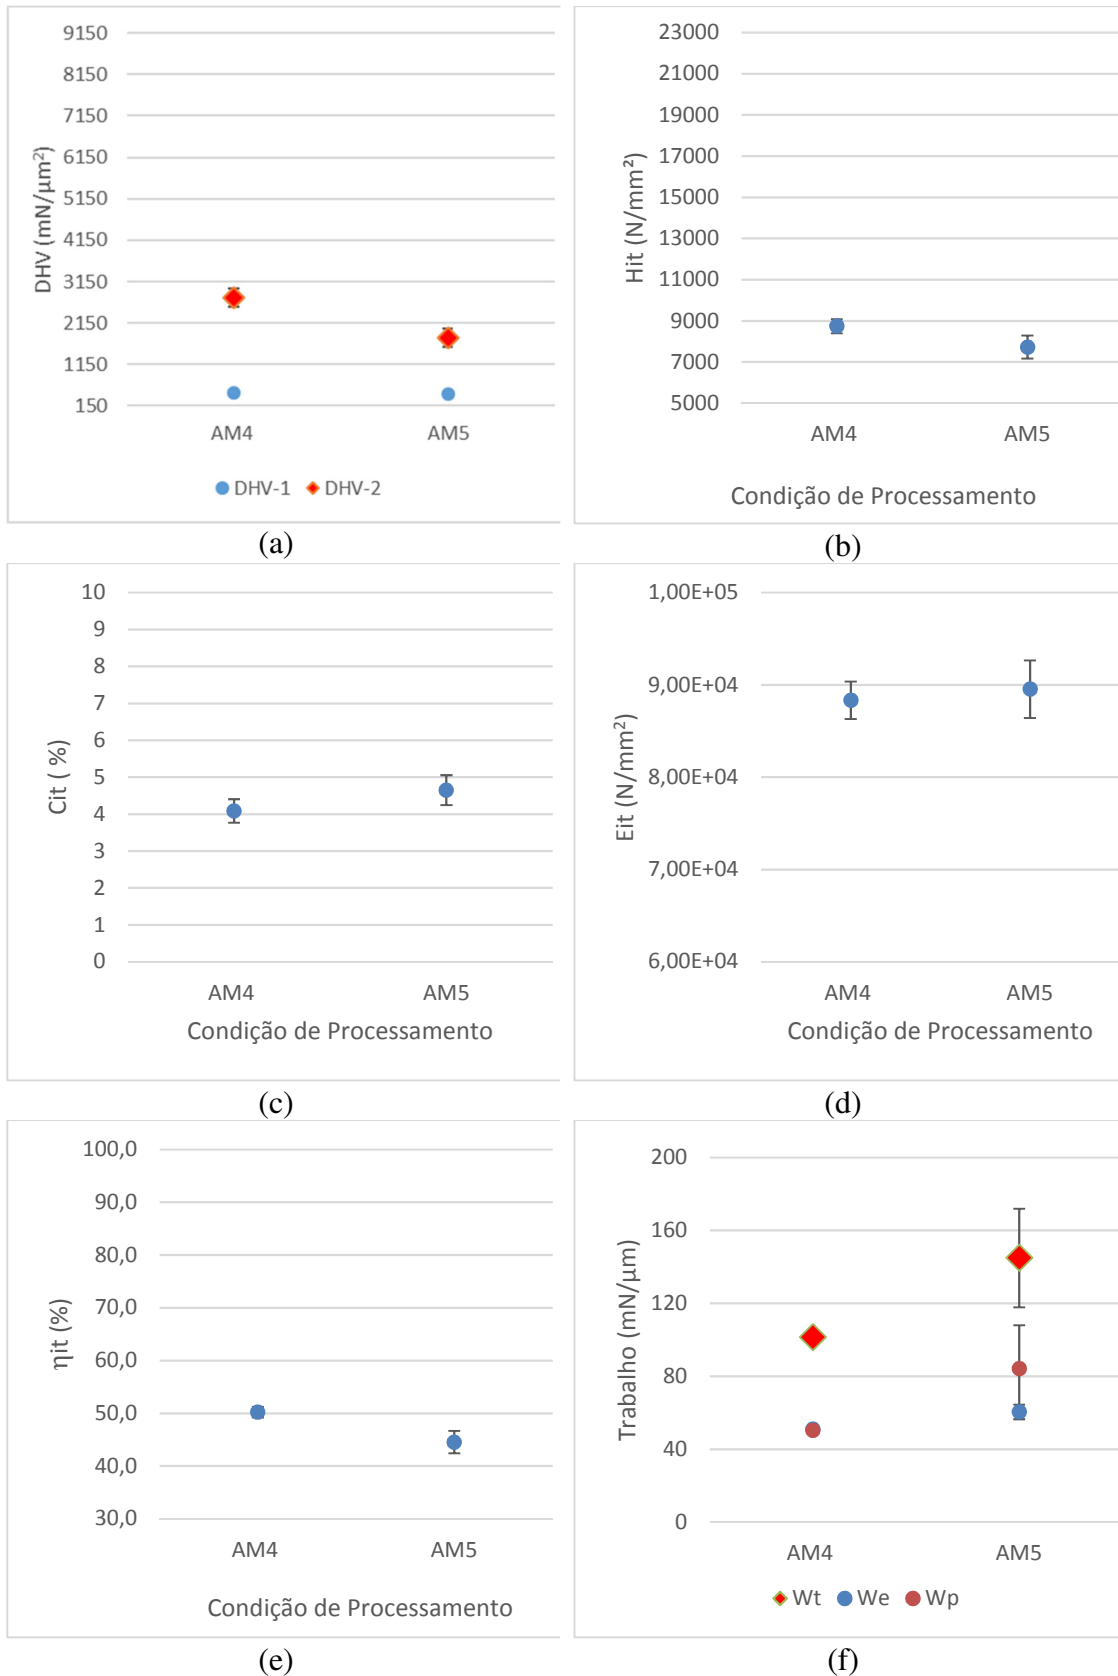 9150
8150
7150
6150
5150
4150
3150
2150
1150
150
DHV (mN/µm²)
AM4 AM5
DHV-1 DHV-2
(a)
23000
21000
19000
17000
15000
13000
11000
9000
7000
5000
Hit (N/mm²)
AM4 AM5
Condição de Processamento
(b)
10
9
8
7
6
5
4
3
2
1
0
Cit ( %)
AM4 AM5
Condição de Processamento
(c)
1,00E+05
9,00E+04
8,00E+04
7,00E+04
6,00E+04
Eit (N/mm²)
AM4 AM5
Condição de Processamento
(d)
100,0
90,0
80,0
70,0
60,0
50,0
40,0
30,0
ηit (%)
AM4 AM5
Condição de Processamento
(e)
200
160
120
80
40
0
Trabalho (mN/µm)
AM4 AM5
Wt We Wp
(f)